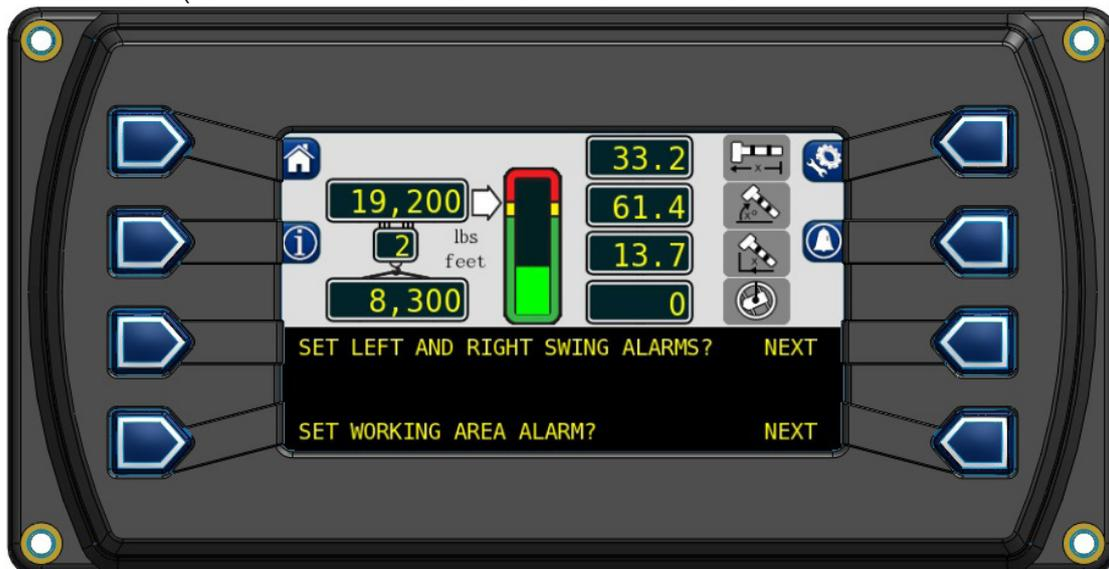 33.2
19,200
61.4
2
lbs
feet
13.7
8,300
0
SET LEFT AND RIGHT SWING ALARMS? NEXT
SET WORKING AREA ALARM? NEXT